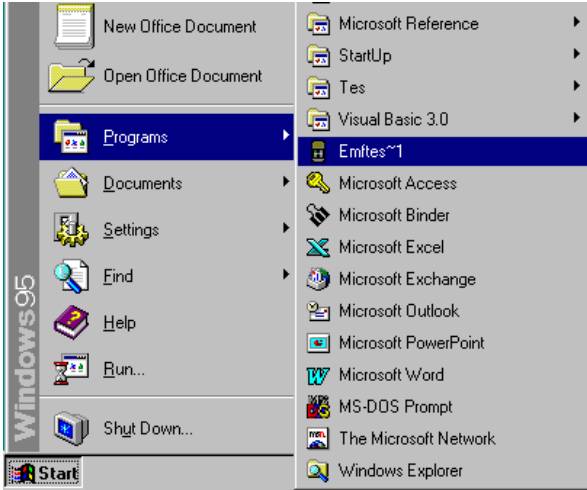 New Office Document
Open Office Document
Programs
Documents
Settings
Find
Help
Run...
Shut Down...
Windows95
Start
Microsoft Reference
StartUp
Tes
Visual Basic 3.0
Emftes~1
Microsoft Access
Microsoft Binder
Microsoft Excel
Microsoft Exchange
Microsoft Outlook
Microsoft PowerPoint
Microsoft Word
MS-DOS Prompt
The Microsoft Network
Windows Explorer